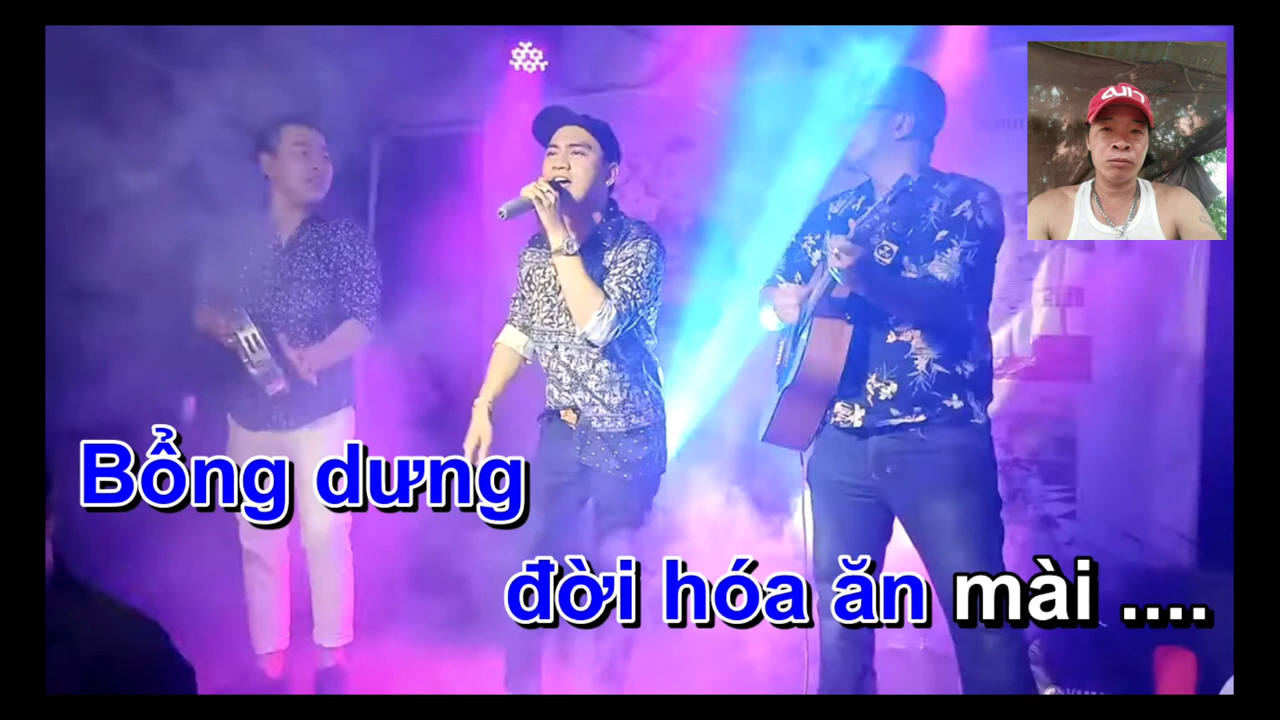 Bổng dưng
đời hóa ăn mài ....